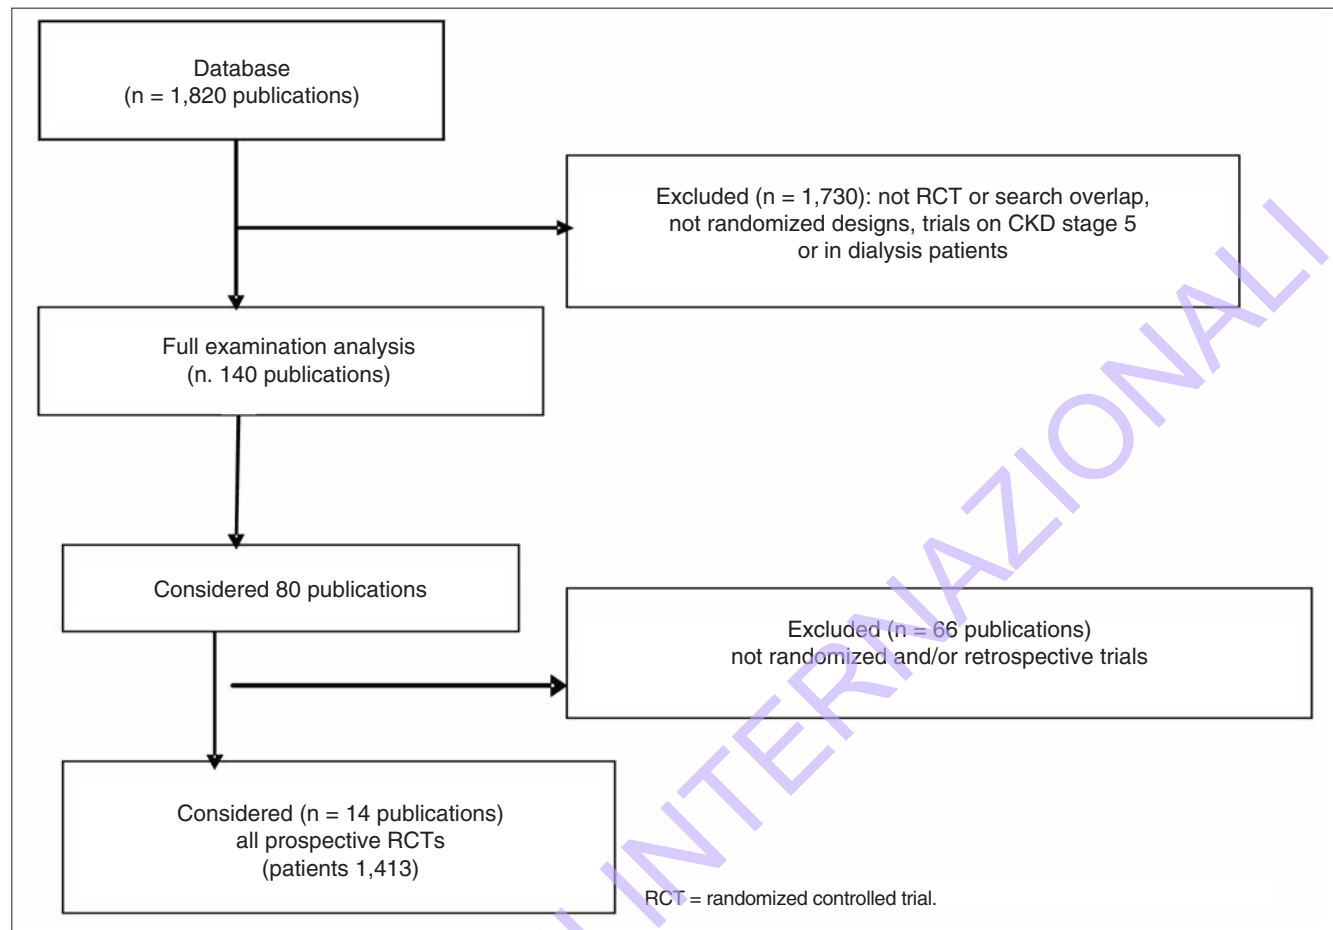 Database
(n = 1,820 publications)
Excluded (n = 1,730): not RCT or search overlap,
not randomized designs, trials on CKD stage 5
or in dialysis patients
Full examination analysis
(n. 140 publications)
Considered 80 publications
Excluded (n = 66 publications)
not randomized and/or retrospective trials
Considered (n = 14 publications)
all prospective RCTs
(patients 1,413)
RCT = randomized controlled trial.
INTERNAZIONALI